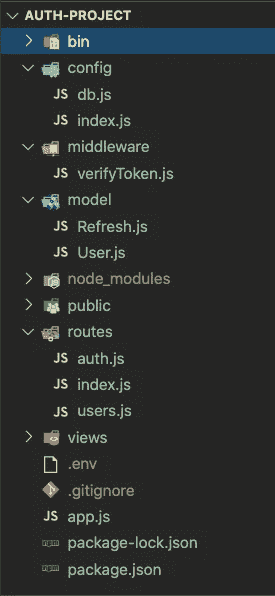 AUTH-PROJECT
bin
config
JS db.js
JS index.js
middleware
JS verifyToken.js
model
JS Refresh.js
JS User.js
node_modules
public
routes
JS auth.js
JS index.js
JS users.js
views
.env
.gitignore
JS app.js
package-lock.json
package.json